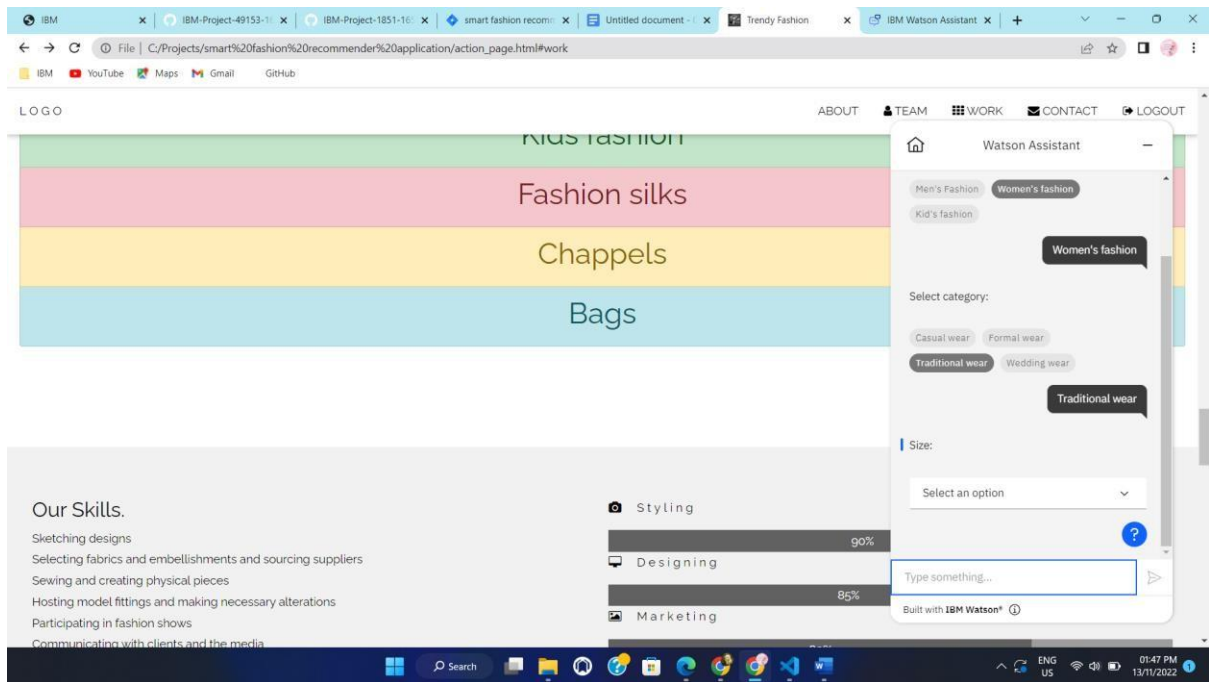 IBM
IBM-Project-49153-1
IBM-Project-1851-16
smart fashion recomm
Untitled document -
Trendy Fashion
IBM Watson Assistant
File | C:/Projects/smart%20fashion%20recommender%20application/action_page.html#work
IBM YouTube Maps Gmail GitHub
LOGO
ABOUT TEAM WORK CONTACT LOGOUT
Kids fashion
Fashion silks
Chappels
Bags
Our Skills.
Sketching designs
Selecting fabrics and embellishments and sourcing suppliers
Sewing and creating physical pieces
Hosting model fittings and making necessary alterations
Participating in fashion shows
Communicating with clients and the media
Styling
90%
Designing
85%
Marketing
Watson Assistant
Men's Fashion Women's fashion
Kid's fashion
Women's fashion
Select category:
Casual wear Formal wear
Traditional wear Wedding wear
Traditional wear
Size:
Select an option
?
Type something...
Built with IBM Watson®
Search
ENG
US
01:47 PM
13/11/2022
1